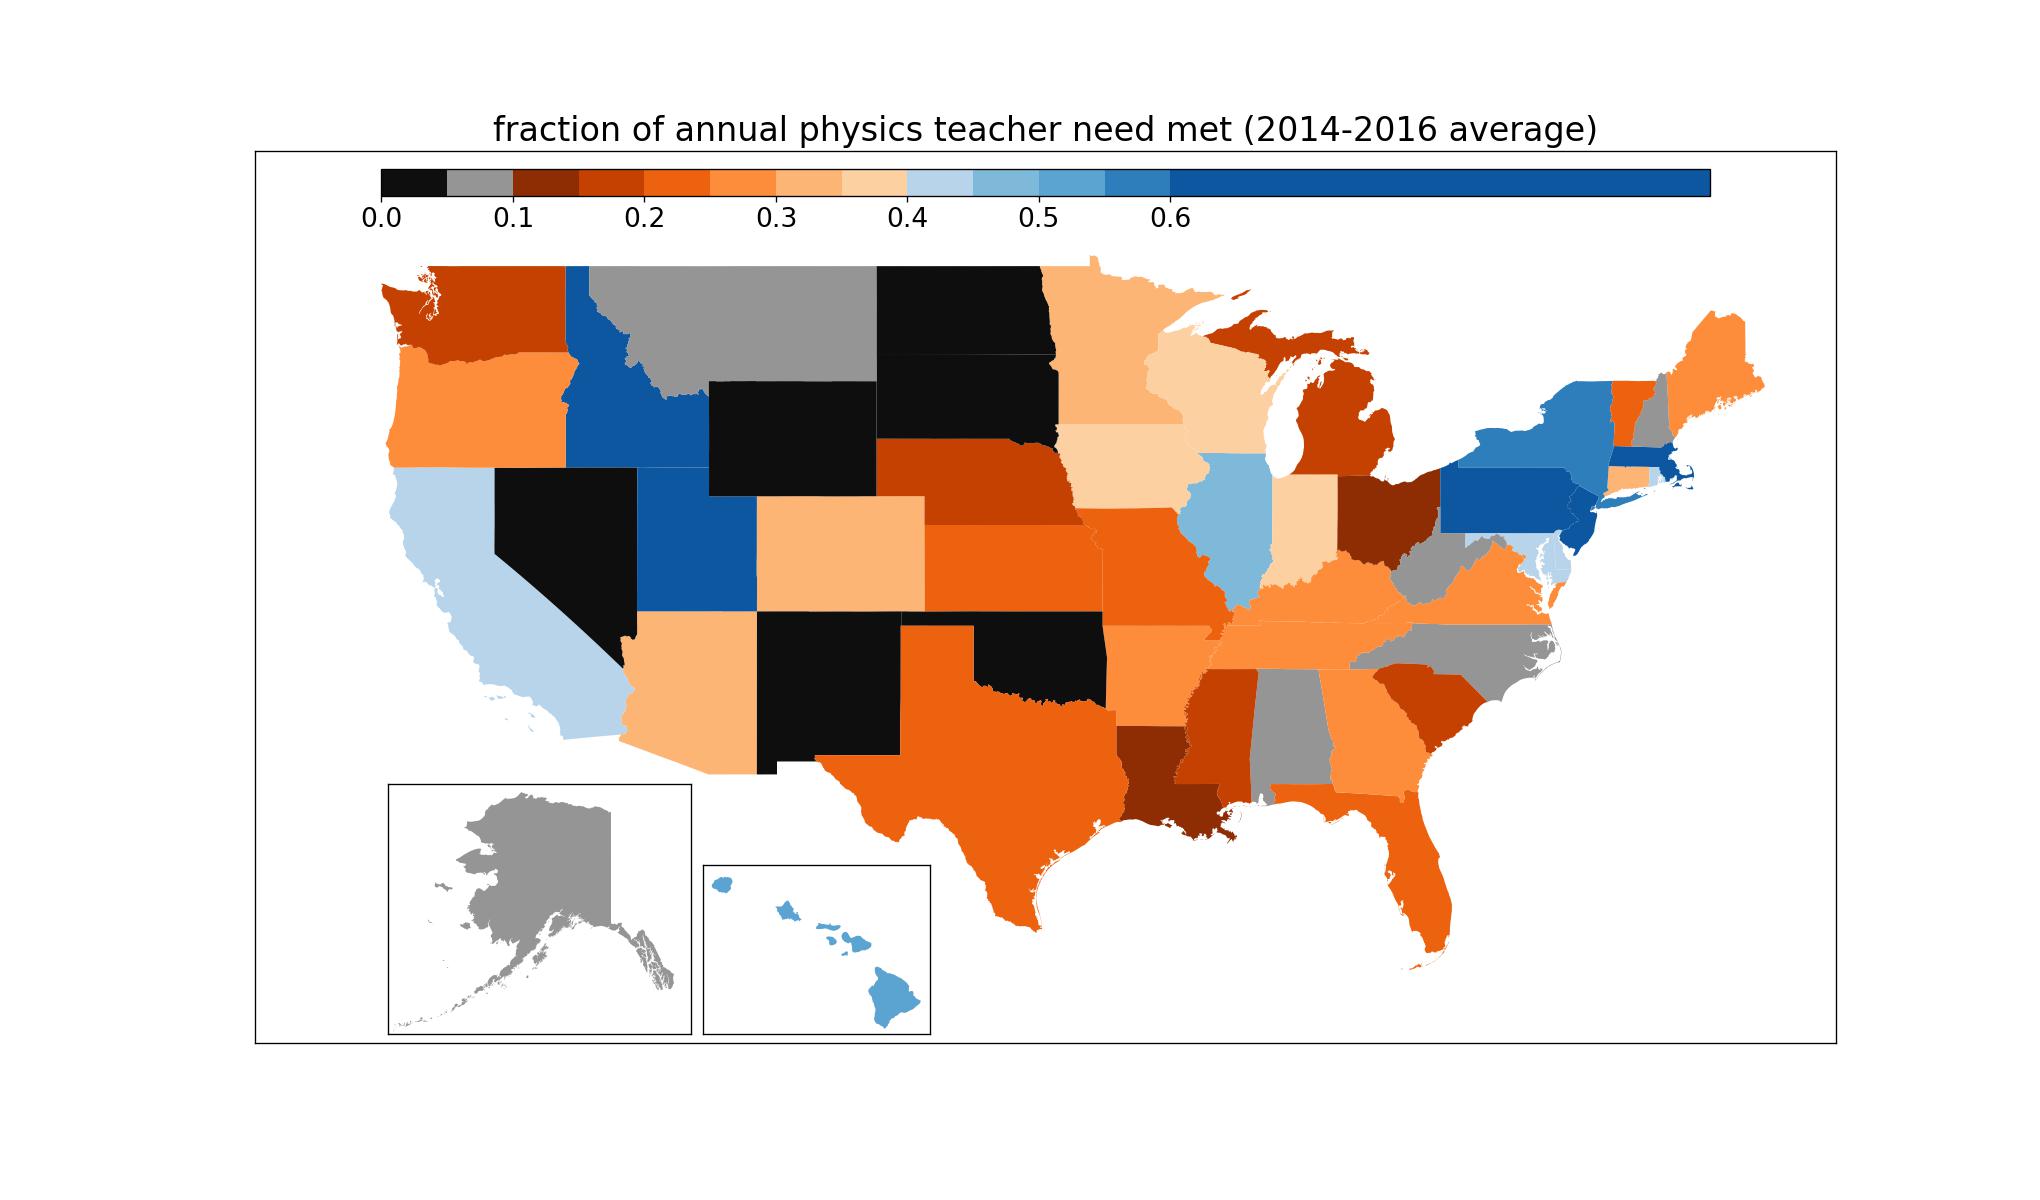 fraction of annual physics teacher need met (2014-2016 average)
0.0 0.1 0.2 0.3 0.4 0.5 0.6